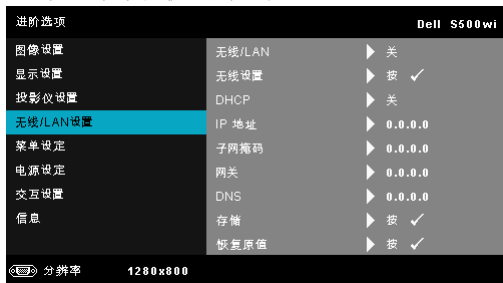 进阶选项 Dell S500wi
图像设置 无线/LAN 关
显示设置 无线设置 按 ✓
投影仪设置 DHCP 关
无线/LAN设置 IP 地址 0.0.0.0
菜单设定 子网掩码 0.0.0.0
电源设定 网关 0.0.0.0
交互设置 DNS 0.0.0.0
信息 存储 按 ✓
恢复原值 按 ✓
分辨率 1280x800